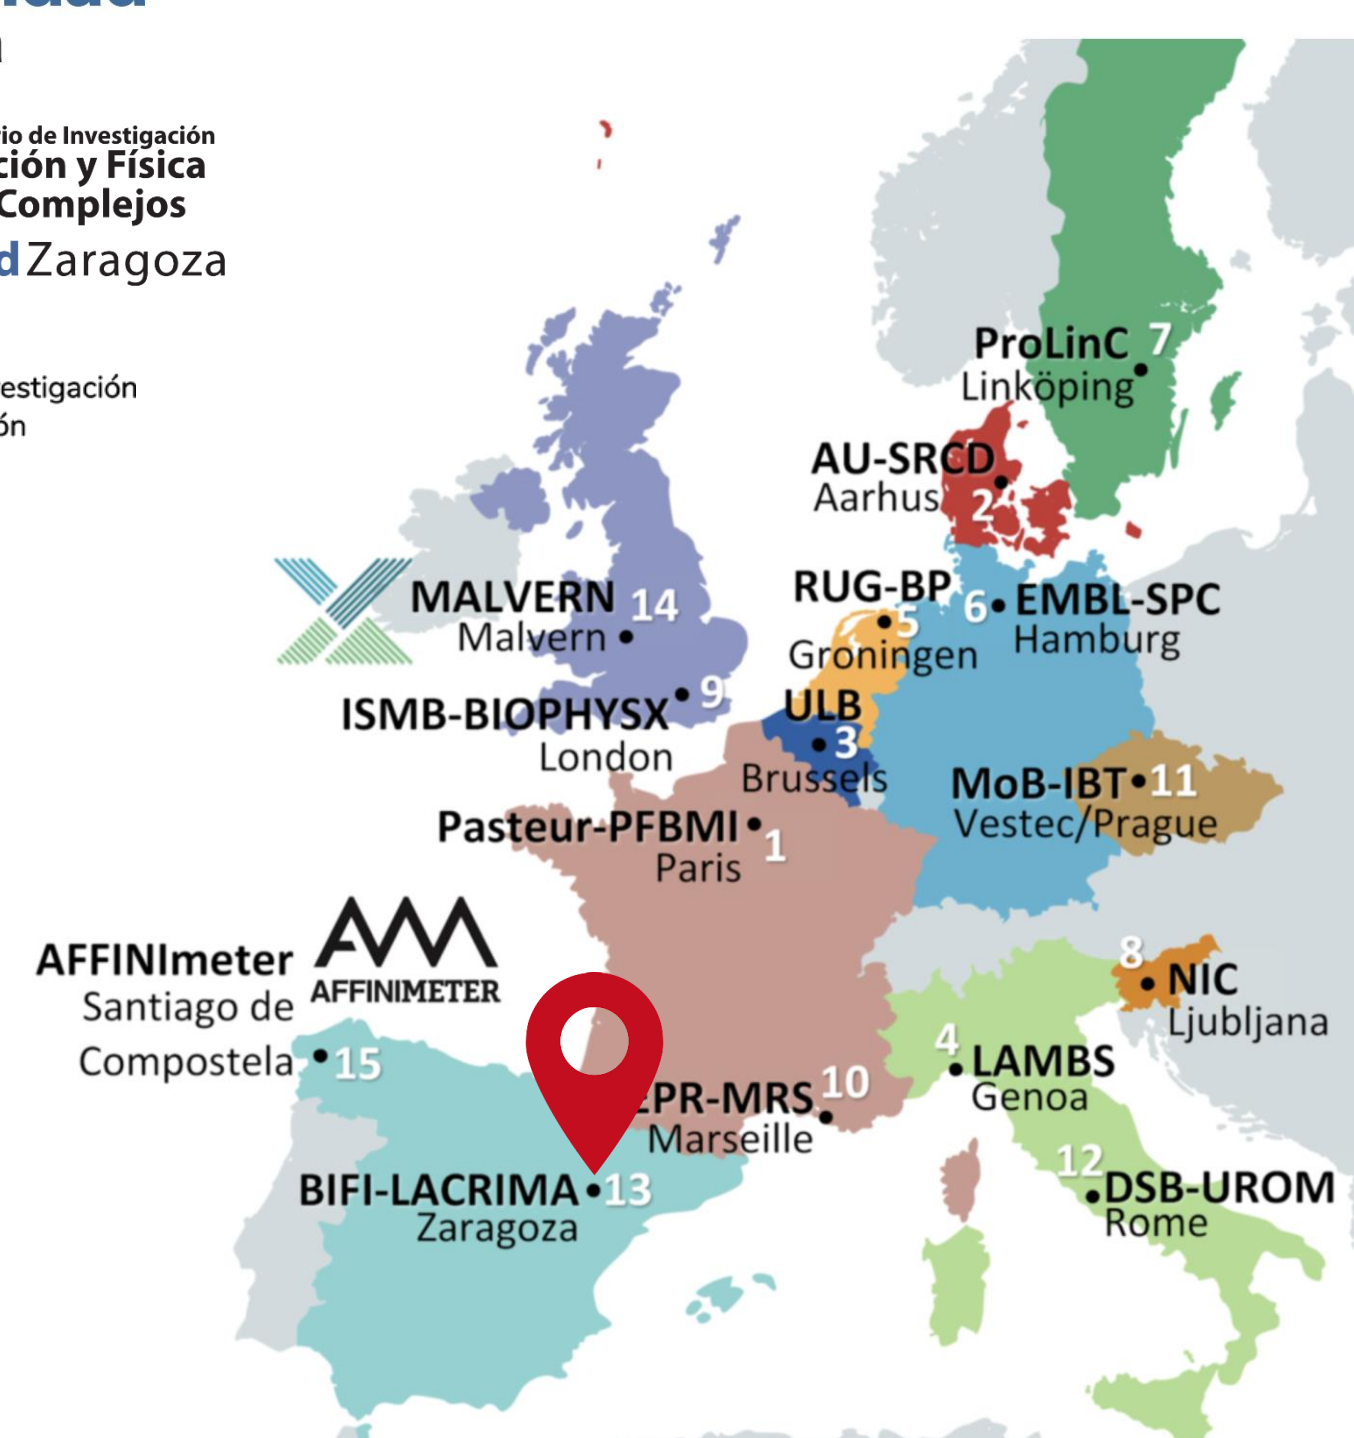 a
io de Investigación
ción y Física
Complejos
d Zaragoza
estigación
ón
ProLinC 7
Linköping
AU-SRCD
Aarhus 2
MALVERN 14
Malvern
RUG-BP 5
Groningen
6 EMBL-SPC
Hamburg
ISMB-BIOPHYSX 9
London
ULB
3
Brussels
MoB-IBT 11
Vestec/Prague
Pasteur-PFBMI 1
Paris
AFFINImeter
Santiago de
Compostela 15
AFFINIMETER
8 NIC
Ljubljana
4 LAMBS
Genoa
EPR-MRS 10
Marseille
BIFI-LACRIMA 13
Zaragoza
12 DSB-UROM
Rome